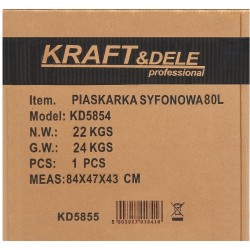 KRAFT&DELE
professional
Item. PIASKARKA SYFONOWA 80L
Model: KD5854
N.W.: 22 KGS
G.W.: 24 KGS
PCS: 1 PCS
MEAS: 84X47X43 CM
KD5855